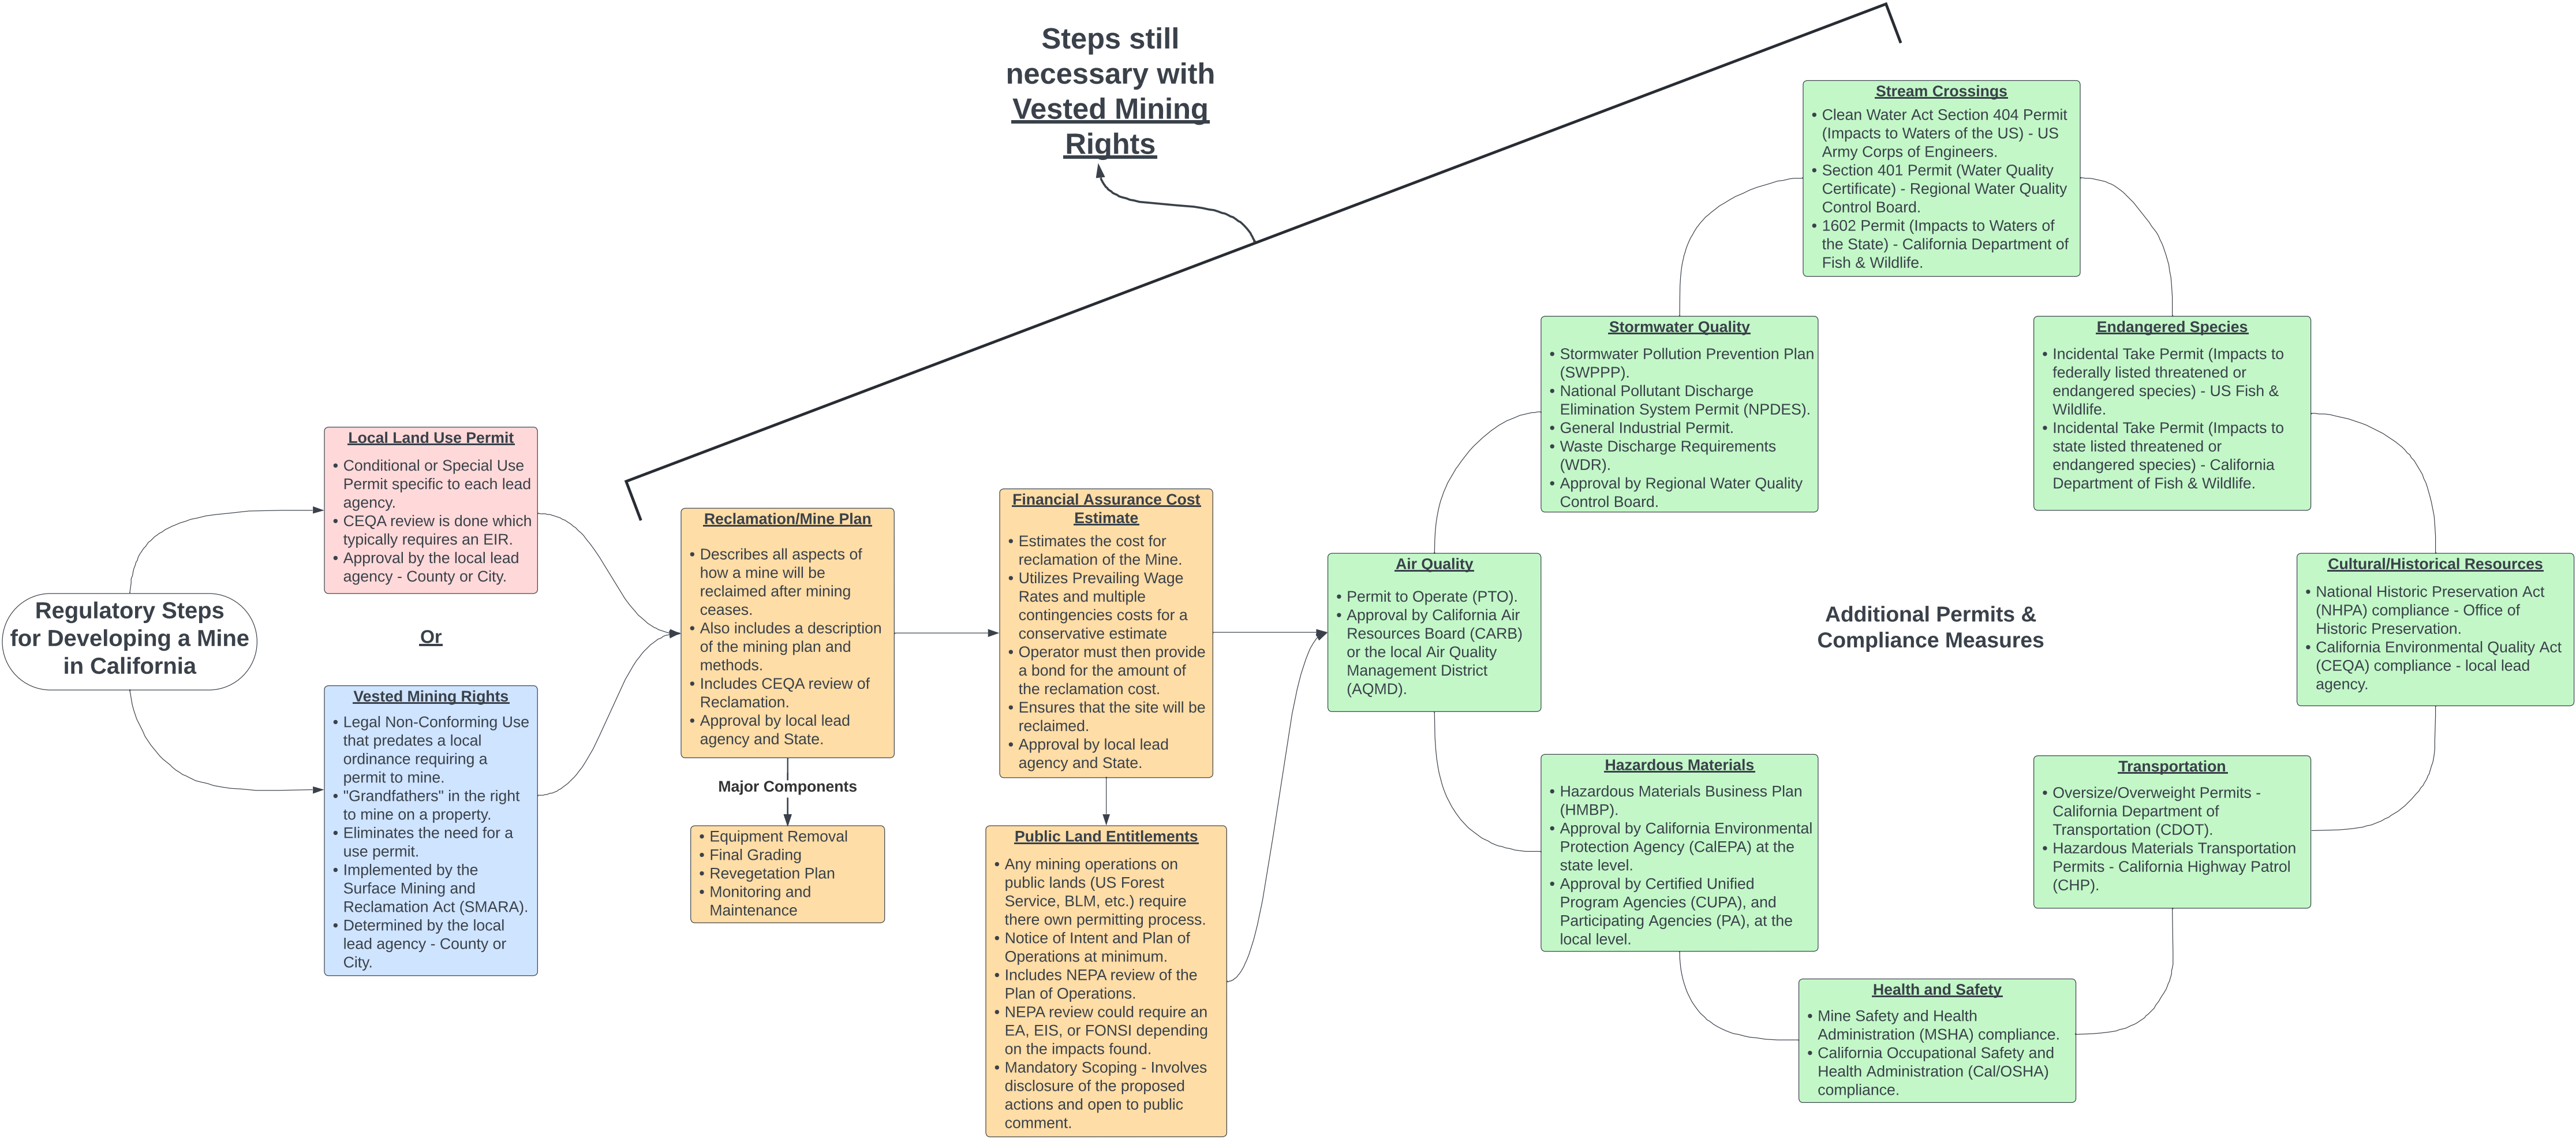 Steps still
necessary with
Vested Mining
Rights
Regulatory Steps
for Developing a Mine
in California
Local Land Use Permit
• Conditional or Special Use
Permit specific to each lead
agency.
• CEQA review is done which
typically requires an EIR.
• Approval by the local lead
agency - County or City.
Or
Vested Mining Rights
• Legal Non-Conforming Use
that predates a local
ordinance requiring a
permit to mine.
• "Grandfathers" in the right
to mine on a property.
• Eliminates the need for a
use permit.
• Implemented by the
Surface Mining and
Reclamation Act (SMARA).
• Determined by the local
lead agency - County or
City.
Reclamation/Mine Plan
• Describes all aspects of
how a mine will be
reclaimed after mining
ceases.
• Also includes a description
of the mining plan and
methods.
• Includes CEQA review of
Reclamation.
• Approval by local lead
agency and State.
Major Components
• Equipment Removal
• Final Grading
• Revegetation Plan
• Monitoring and
Maintenance
Financial Assurance Cost
Estimate
• Estimates the cost for
reclamation of the Mine.
• Utilizes Prevailing Wage
Rates and multiple
contingencies costs for a
conservative estimate
• Operator must then provide
a bond for the amount of
the reclamation cost.
• Ensures that the site will be
reclaimed.
• Approval by local lead
agency and State.
Public Land Entitlements
• Any mining operations on
public lands (US Forest
Service, BLM, etc.) require
there own permitting process.
• Notice of Intent and Plan of
Operations at minimum.
• Includes NEPA review of the
Plan of Operations.
• NEPA review could require an
EA, EIS, or FONSI depending
on the impacts found.
• Mandatory Scoping - Involves
disclosure of the proposed
actions and open to public
comment.
Air Quality
• Permit to Operate (PTO).
• Approval by California Air
Resources Board (CARB)
or the local Air Quality
Management District
(AQMD).
Stormwater Quality
• Stormwater Pollution Prevention Plan
(SWPPP).
• National Pollutant Discharge
Elimination System Permit (NPDES).
• General Industrial Permit.
• Waste Discharge Requirements
(WDR).
• Approval by Regional Water Quality
Control Board.
Stream Crossings
• Clean Water Act Section 404 Permit
(Impacts to Waters of the US) - US
Army Corps of Engineers.
• Section 401 Permit (Water Quality
Certificate) - Regional Water Quality
Control Board.
• 1602 Permit (Impacts to Waters of
the State) - California Department of
Fish & Wildlife.
Endangered Species
• Incidental Take Permit (Impacts to
federally listed threatened or
endangered species) - US Fish &
Wildlife.
• Incidental Take Permit (Impacts to
state listed threatened or
endangered species) - California
Department of Fish & Wildlife.
Additional Permits &
Compliance Measures
Cultural/Historical Resources
• National Historic Preservation Act
(NHPA) compliance - Office of
Historic Preservation.
• California Environmental Quality Act
(CEQA) compliance - local lead
agency.
Hazardous Materials
• Hazardous Materials Business Plan
(HMBP).
• Approval by California Environmental
Protection Agency (CalEPA) at the
state level.
• Approval by Certified Unified
Program Agencies (CUPA), and
Participating Agencies (PA), at the
local level.
Transportation
• Oversize/Overweight Permits -
California Department of
Transportation (CDOT).
• Hazardous Materials Transportation
Permits - California Highway Patrol
(CHP).
Health and Safety
• Mine Safety and Health
Administration (MSHA) compliance.
• California Occupational Safety and
Health Administration (Cal/OSHA)
compliance.